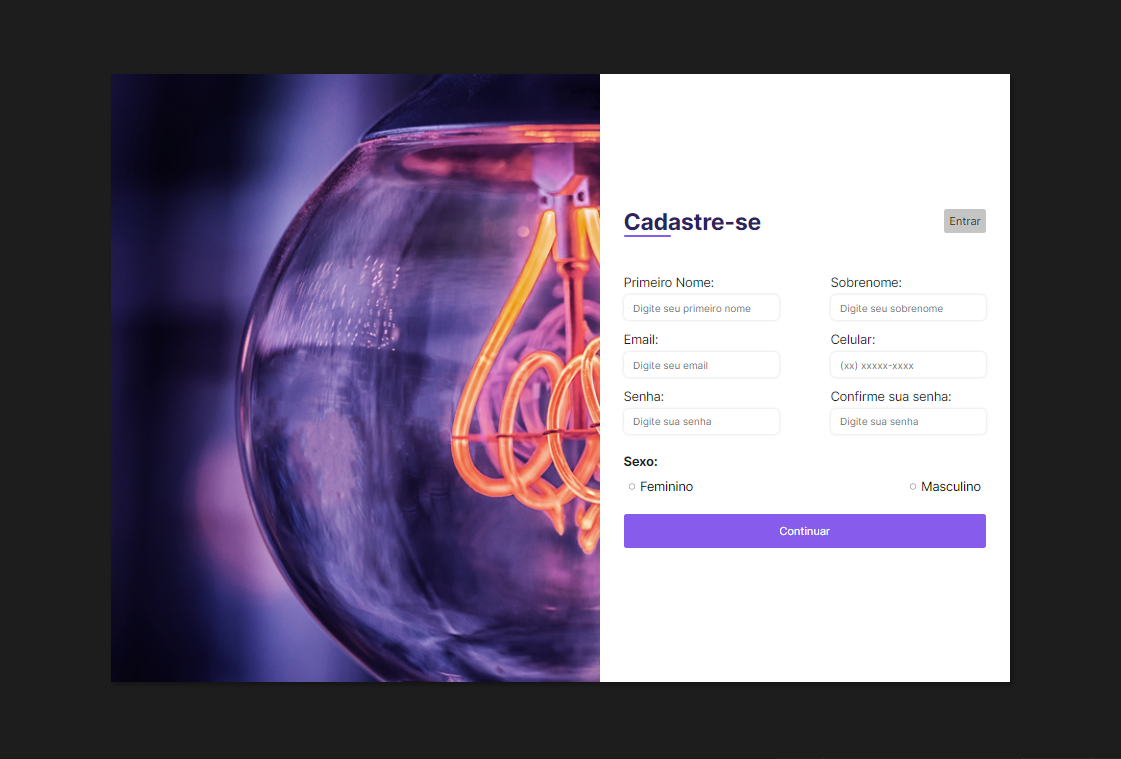 Cadastre-se
Entrar
Primeiro Nome:
Sobrenome:
Digite seu primeiro nome
Digite seu sobrenome
Email:
Celular:
Digite seu email
(xx) xxxxx-xxxx
Senha:
Confirme sua senha:
Digite sua senha
Digite sua senha
Sexo:
Feminino
Masculino
Continuar